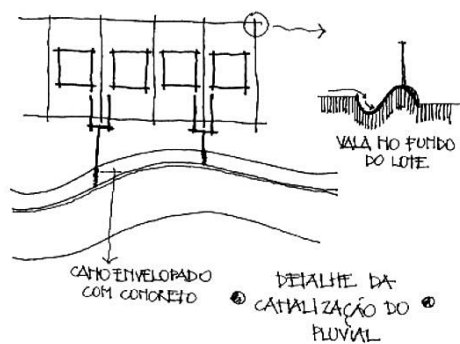 VALA NO FUNDO
DO LOTE
CANO ENVELOPADO
COM CONCRETO
DETALHE DA
CANALIZAÇÃO DO
PLUVIAL